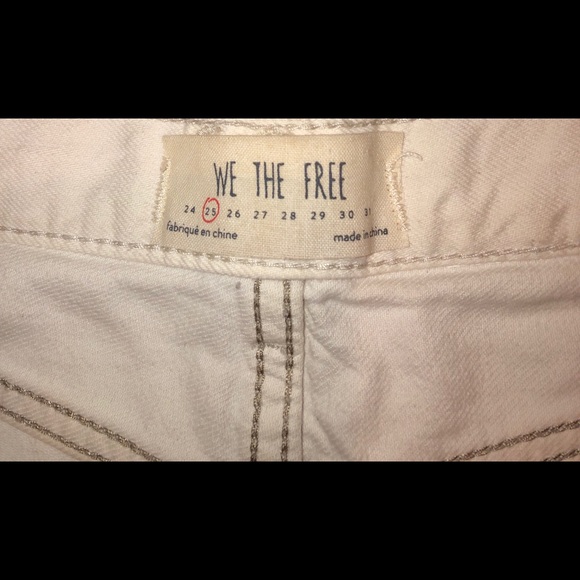 WE THE FREE
24 25 26 27 28 29 30 31
fabriqué en chine made in china